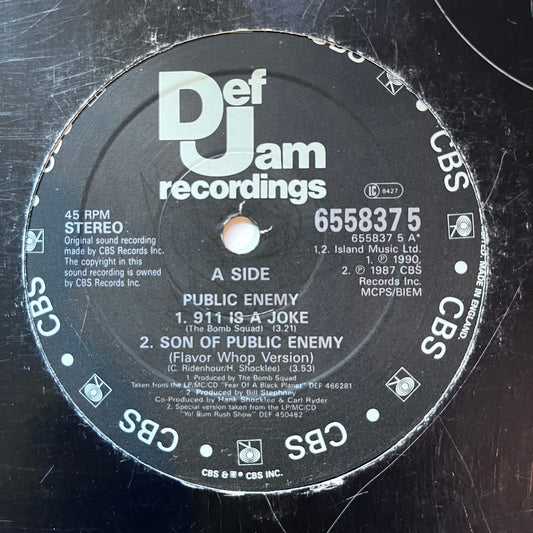 Def
Jam
recordings
LC 8427
45 RPM
STEREO
Original sound recording
made by CBS Records Inc.
The copyright in this
sound recording is owned
by CBS Records Inc.
655837 5
655837 5 A*
1,2. Island Music Ltd.
1. ℗ 1990,
2. ℗ 1987 CBS
Records Inc.
MCPS/BIEM
A SIDE
PUBLIC ENEMY
1. 911 IS A JOKE
(The Bomb Squad) (3.21)
2. SON OF PUBLIC ENEMY
(Flavor Whop Version)
(C. Ridenhour/H. Shocklee) (3.53)
1. Produced by The Bomb Squad
Taken from the LP/MC/CD "Fear Of A Black Planet" DEF 466281
2. Produced by Bill Stephney
Co-Produced by Hank Shocklee & Carl Ryder
2. Special version taken from the LP/MC/CD
"Yo! Bum Rush Show" DEF 450482
CBS & ® CBS INC.
CBS
CBS
CBS
CBS
CBS
CBS
CBS
MADE IN ENGLAND.